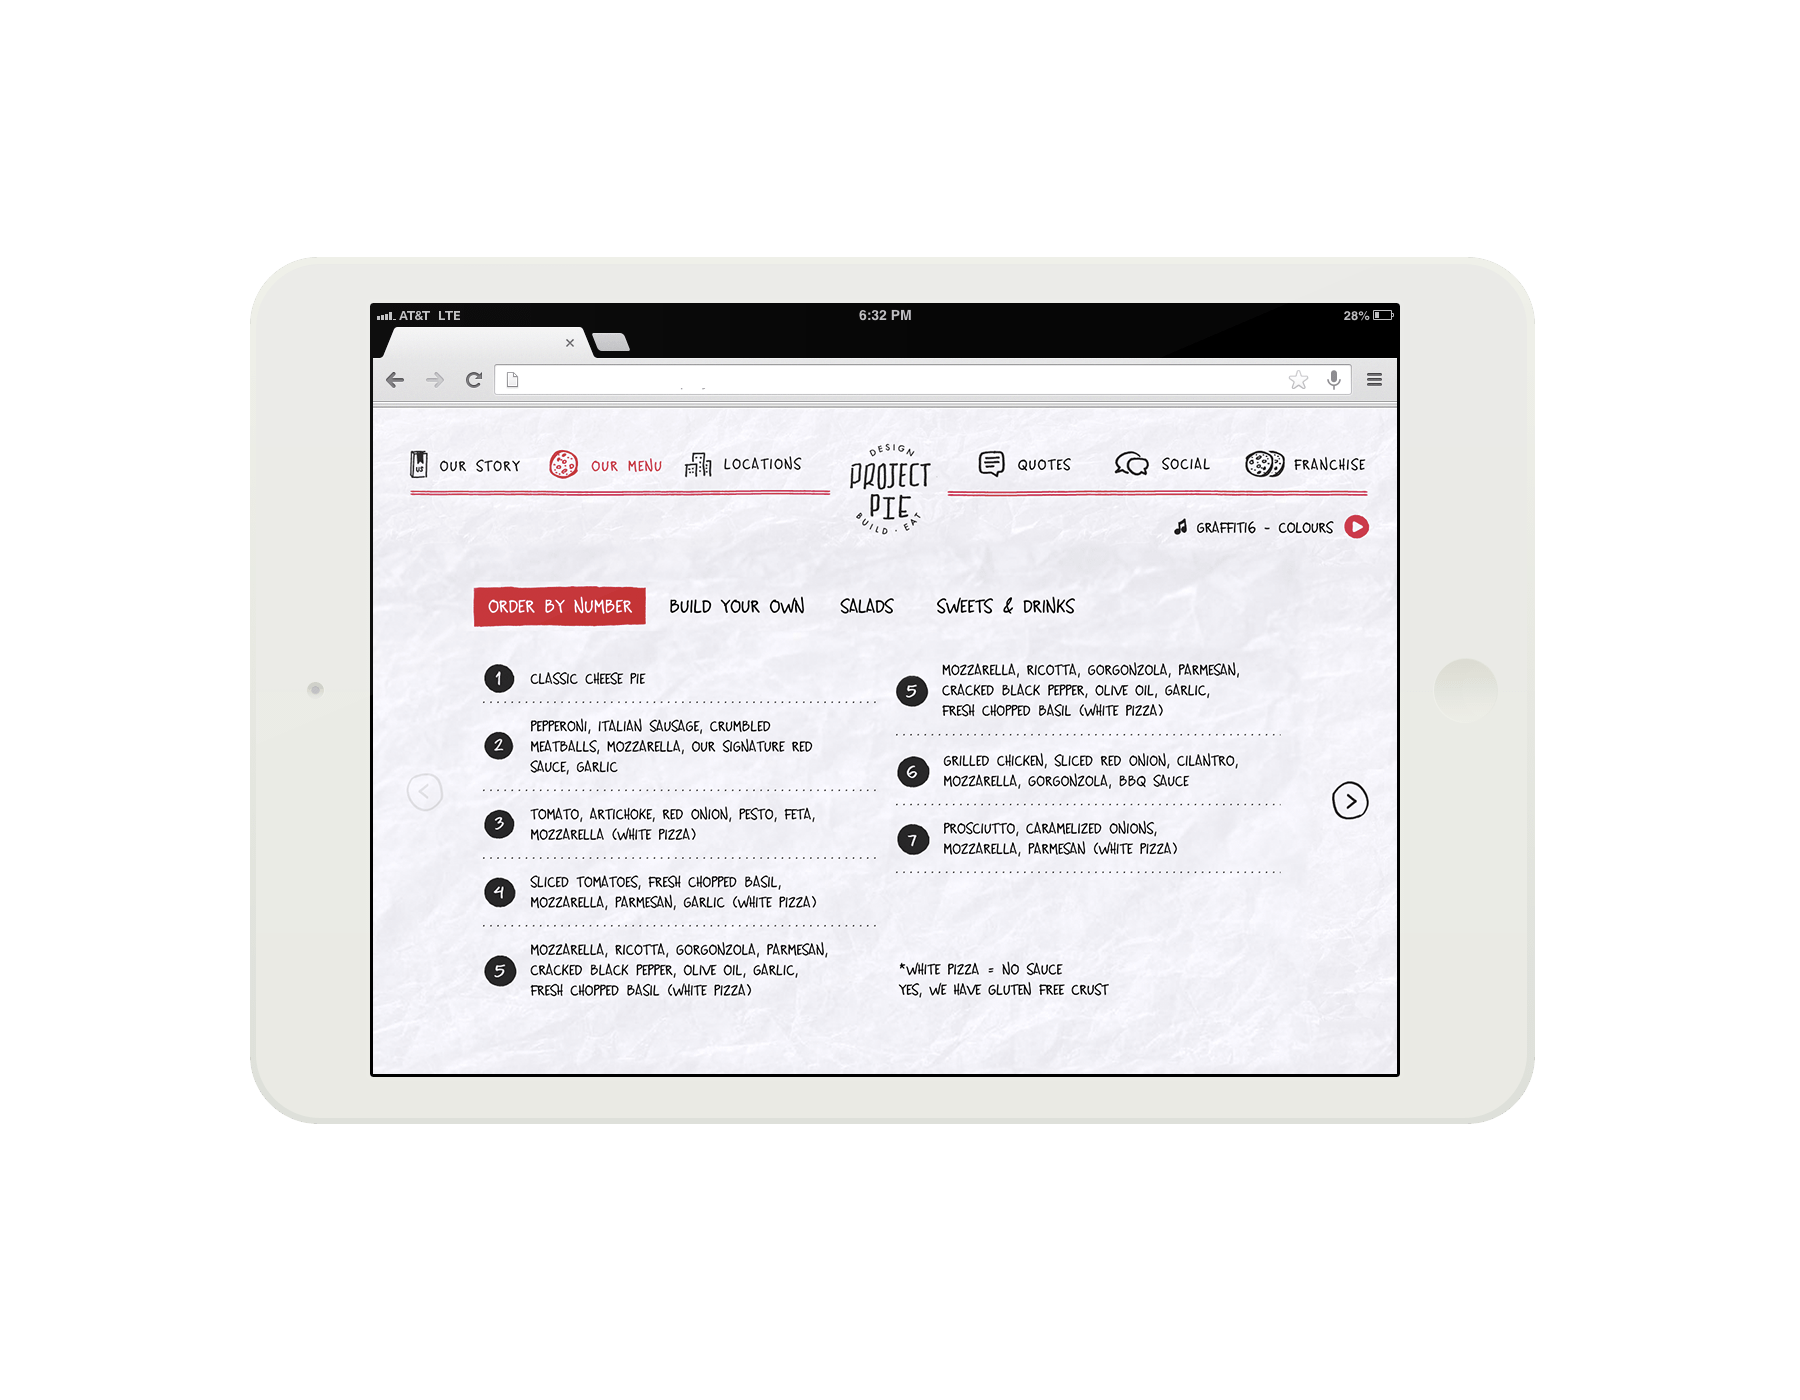 AT&T LTE
6:32 PM
28%
OUR STORY
OUR MENU
LOCATIONS
DESIGN
PROJECT
PIE
BUILD · EAT
QUOTES
SOCIAL
FRANCHISE
GRAFFITI6 - COLOURS
ORDER BY NUMBER
BUILD YOUR OWN
SALADS
SWEETS & DRINKS
1
CLASSIC CHEESE PIE
2
PEPPERONI, ITALIAN SAUSAGE, CRUMBLED
MEATBALLS, MOZZARELLA, OUR SIGNATURE RED
SAUCE, GARLIC
3
TOMATO, ARTICHOKE, RED ONION, PESTO, FETA,
MOZZARELLA (WHITE PIZZA)
4
SLICED TOMATOES, FRESH CHOPPED BASIL,
MOZZARELLA, PARMESAN, GARLIC (WHITE PIZZA)
5
MOZZARELLA, RICOTTA, GORGONZOLA, PARMESAN,
CRACKED BLACK PEPPER, OLIVE OIL, GARLIC,
FRESH CHOPPED BASIL (WHITE PIZZA)
5
MOZZARELLA, RICOTTA, GORGONZOLA, PARMESAN,
CRACKED BLACK PEPPER, OLIVE OIL, GARLIC,
FRESH CHOPPED BASIL (WHITE PIZZA)
6
GRILLED CHICKEN, SLICED RED ONION, CILANTRO,
MOZZARELLA, GORGONZOLA, BBQ SAUCE
7
PROSCIUTTO, CARAMELIZED ONIONS,
MOZZARELLA, PARMESAN (WHITE PIZZA)
*WHITE PIZZA = NO SAUCE
YES, WE HAVE GLUTEN FREE CRUST